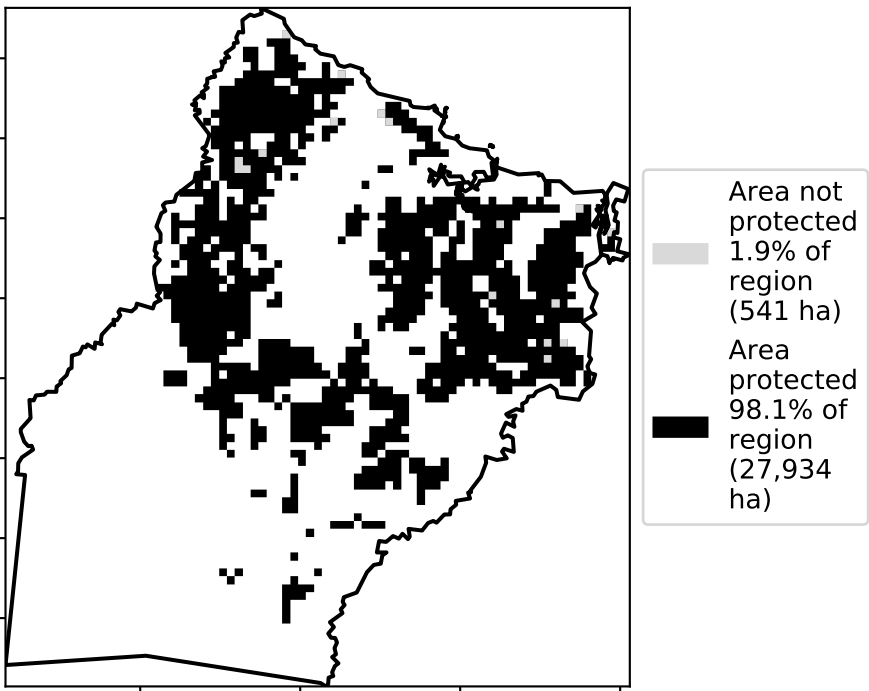 Area not
protected
1.9% of
region
(541 ha)
Area
protected
98.1% of
region
(27,934
ha)